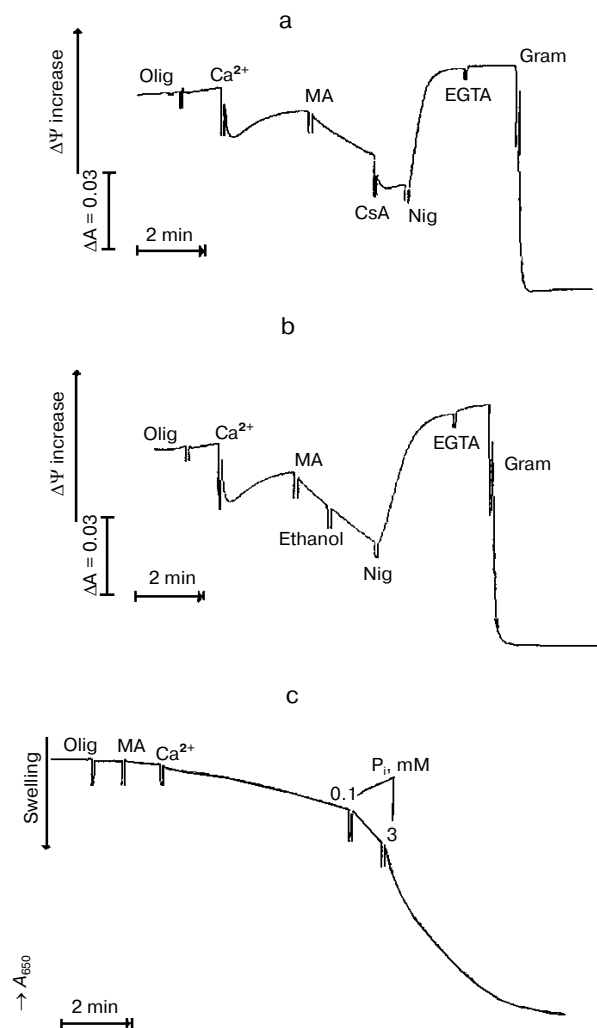 a
Olig
Ca²⁺
MA
CsA
Nig
EGTA
Gram
ΔΨ increase
ΔA = 0.03
2 min
b
Olig
Ca²⁺
MA
Ethanol
Nig
EGTA
Gram
ΔΨ increase
ΔA = 0.03
2 min
c
Olig
MA
Ca²⁺
Pᵢ, mM
0.1
3
Swelling
→ A₆₅₀
2 min